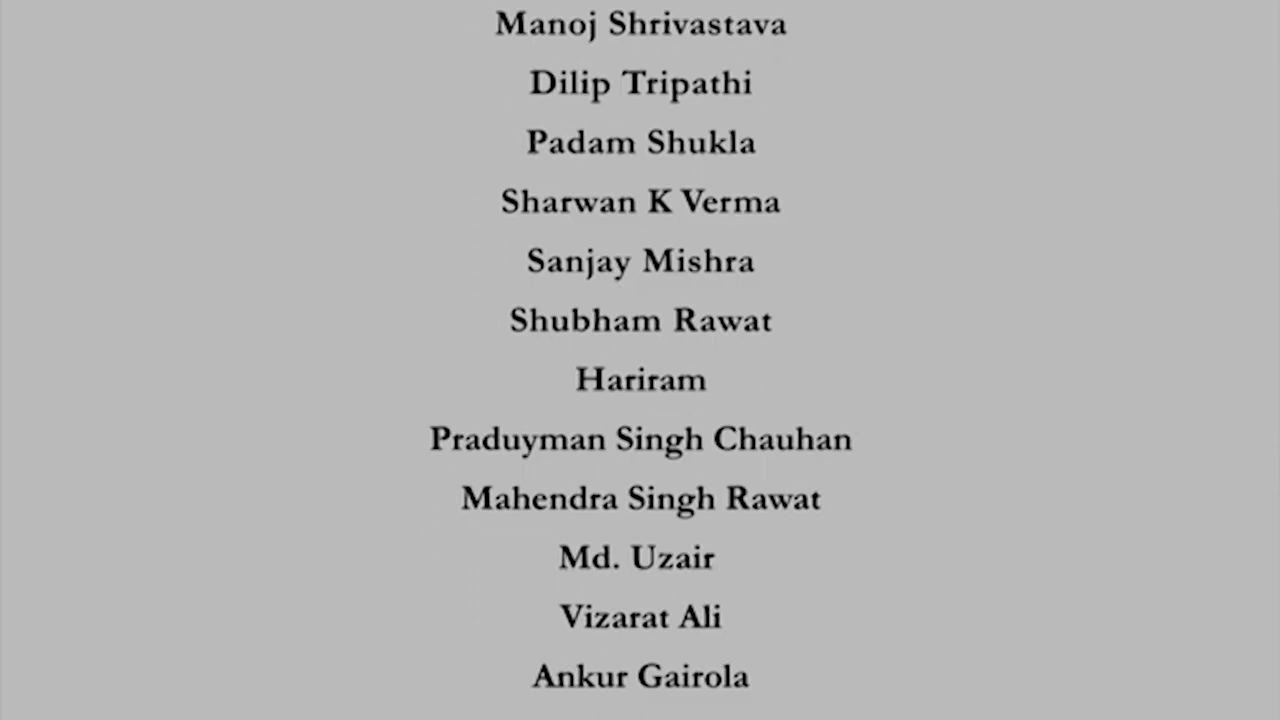 Manoj Shrivastava
Dilip Tripathi
Padam Shukla
Sharwan K Verma
Sanjay Mishra
Shubham Rawat
Hariram
Praduyman Singh Chauhan
Mahendra Singh Rawat
Md. Uzair
Vizarat Ali
Ankur Gairola